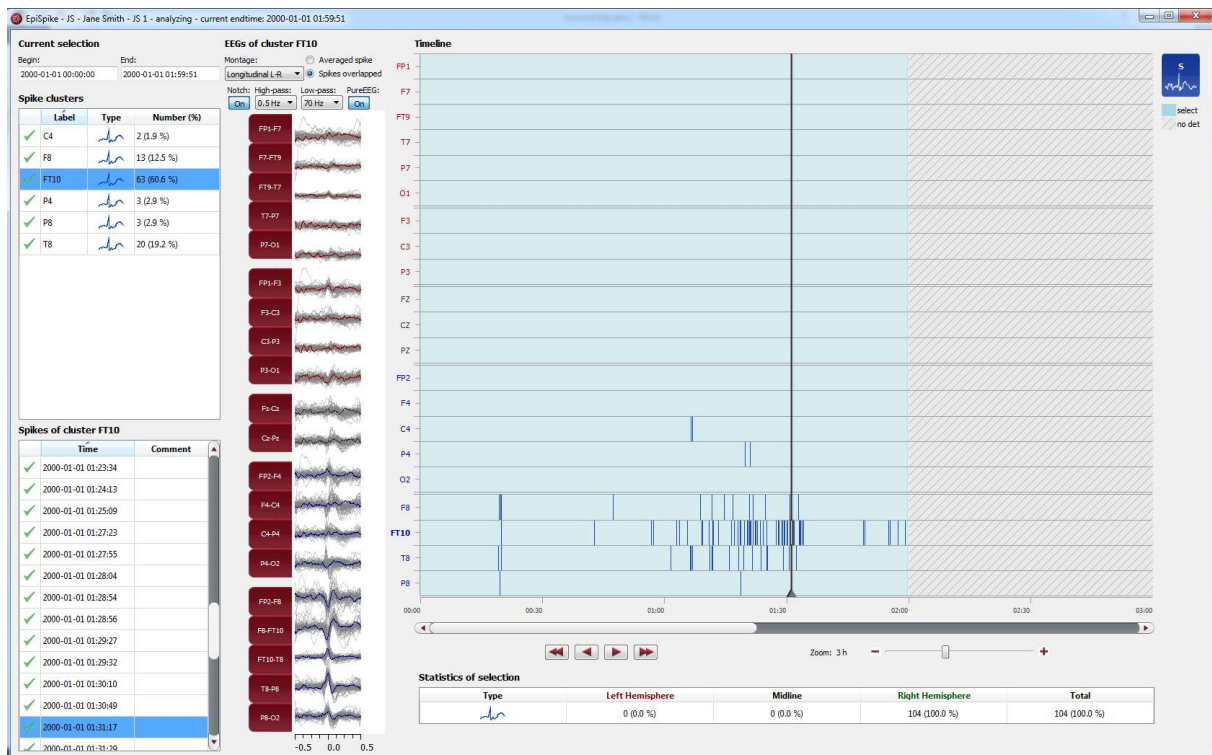 EpiSpike - JS - Jane Smith - JS 1 - analyzing - current endtime: 2000-01-01 01:59:51
Current selection
Begin: End:
2000-01-01 00:00:00 2000-01-01 01:59:51
Spike clusters
Label Type Number (%)
C4 2 (1.9 %)
F8 13 (12.5 %)
FT10 63 (60.6 %)
P4 3 (2.9 %)
P8 3 (2.9 %)
T8 20 (19.2 %)
Spikes of cluster FT10
Time Comment
2000-01-01 01:23:34
2000-01-01 01:24:13
2000-01-01 01:25:09
2000-01-01 01:27:23
2000-01-01 01:27:55
2000-01-01 01:28:04
2000-01-01 01:28:54
2000-01-01 01:28:56
2000-01-01 01:29:27
2000-01-01 01:29:32
2000-01-01 01:30:10
2000-01-01 01:30:49
2000-01-01 01:31:17
2000-01-01 01:31:29
EEGs of cluster FT10
Montage: Averaged spike
Longitudinal L-R Spikes overlapped
Notch: High-pass: Low-pass: PureEEG:
On 0.5 Hz 70 Hz On
FP1-F7
F7-FT9
FT9-T7
T7-P7
P7-O1
FP1-F3
F3-C3
C3-P3
P3-O1
Fz-Cz
Cz-Pz
FP2-F4
F4-C4
C4-P4
P4-O2
FP2-F8
F8-FT10
FT10-T8
T8-P8
P8-O2
-0.5 0.0 0.5
Timeline
FP1
F7
FT9
T7
P7
O1
F3
C3
P3
FZ
CZ
PZ
FP2
F4
C4
P4
O2
F8
FT10
T8
P8
00:00 00:30 01:00 01:30 02:00 02:30 03:00
Zoom: 3 h
S
select
no det
Statistics of selection
Type Left Hemisphere Midline Right Hemisphere Total
0 (0.0 %) 0 (0.0 %) 104 (100.0 %) 104 (100.0 %)